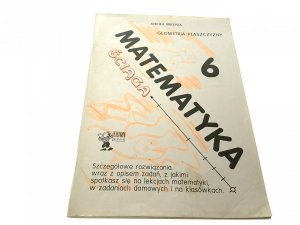 GEOMETRIA PŁASZCZYZNY
6
MATEMATYKA
ŚCIĄGA
Szczegółowe rozwiązania
wraz z opisem zadań, z jakimi
spotkasz się na lekcjach matematyki,
w zadaniach domowych i na klasówkach.